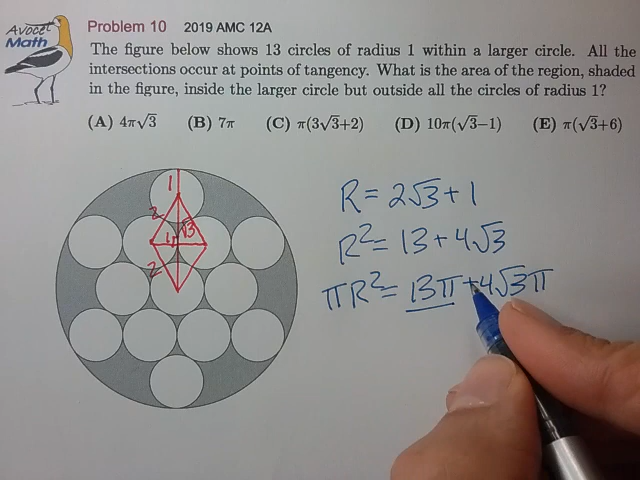 Avocet
Math
Problem 10 2019 AMC 12A
The figure below shows 13 circles of radius 1 within a larger circle. All the
intersections occur at points of tangency. What is the area of the region, shaded
in the figure, inside the larger circle but outside all the circles of radius 1?
(A) 4π√3 (B) 7π (C) π(3√3+2) (D) 10π(√3−1) (E) π(√3+6)
1
2
√3
1
2
R = 2√3 + 1
R² = 13 + 4√3
πR² = 13π + 4√3π